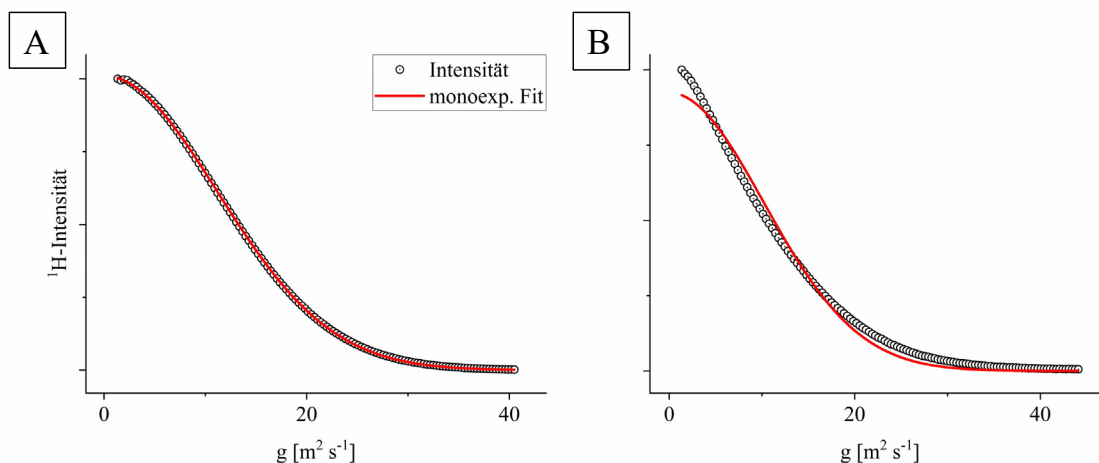 A
B
Intensität
monoexp. Fit
¹H-Intensität
0
20
40
0
20
40
g [m² s⁻¹]
g [m² s⁻¹]